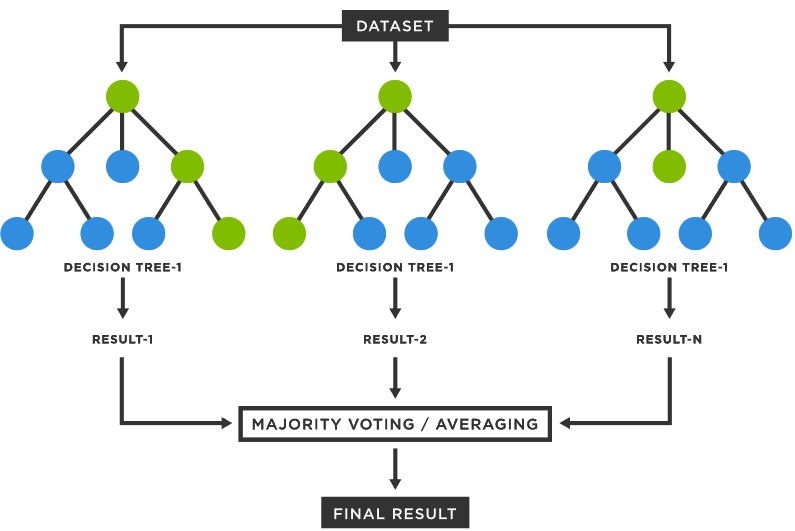 DATASET
DECISION TREE-1
DECISION TREE-1
DECISION TREE-1
RESULT-1
RESULT-2
RESULT-N
MAJORITY VOTING / AVERAGING
FINAL RESULT